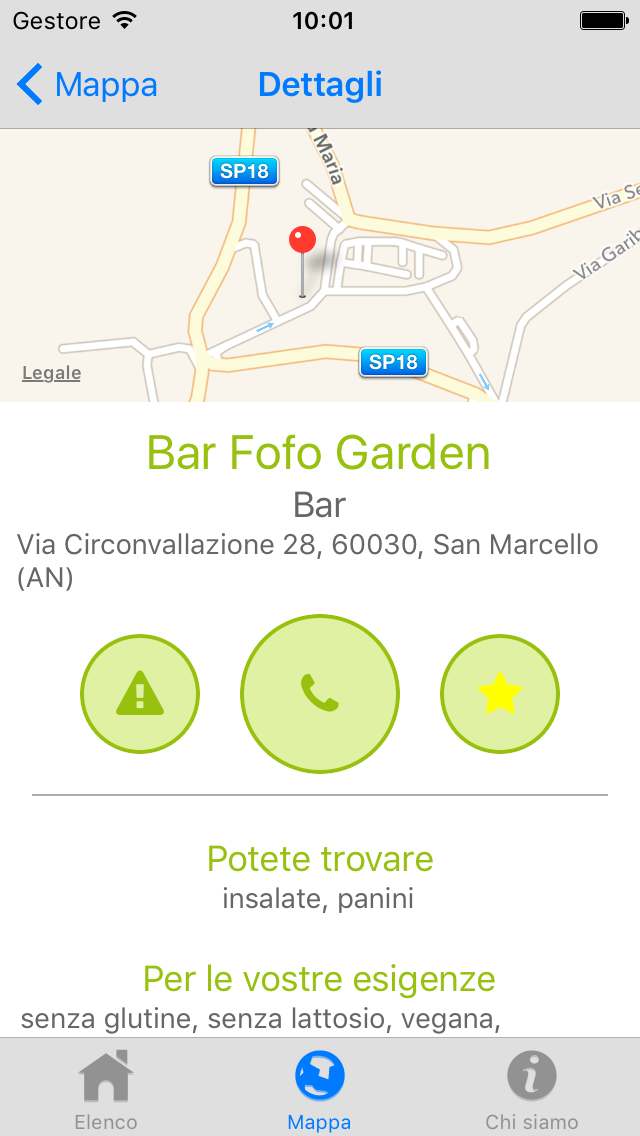 Gestore 10:01
Mappa Dettagli
Maria
SP18
Via Se
Via Garib
SP18
Legale
Bar Fofo Garden
Bar
Via Circonvallazione 28, 60030, San Marcello
(AN)
Potete trovare
insalate, panini
Per le vostre esigenze
senza glutine, senza lattosio, vegana,
Elenco Mappa Chi siamo